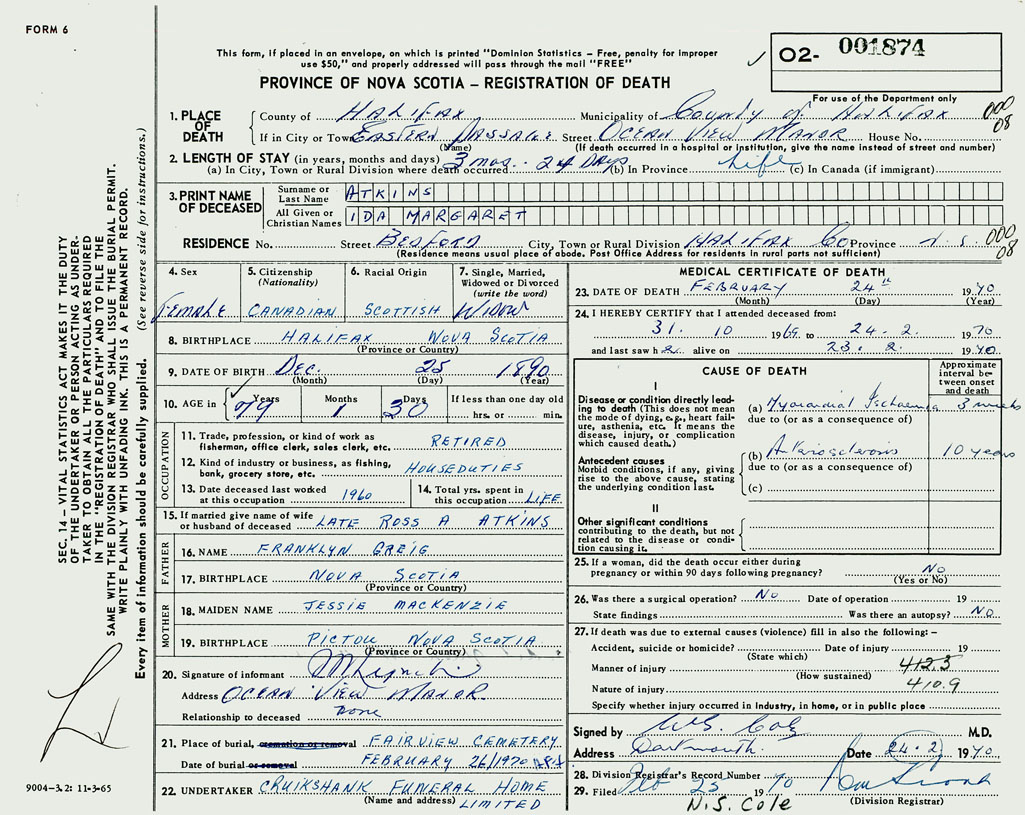 FORM 6
This form, if placed in an envelope, on which is printed "Dominion Statistics – Free, penalty for improper
use $50," and properly addressed will pass through the mail "FREE"
O2- 001874
PROVINCE OF NOVA SCOTIA – REGISTRATION OF DEATH
For use of the Department only
1. PLACE OF DEATH
County of HALIFAX Municipality of County of HALIFAX 000
If in City or Town EASTERN PASSAGE Street OCEAN VIEW MANOR House No. 08
(Name) (If death occurred in a hospital or institution, give the name instead of street and number)
2. LENGTH OF STAY (in years, months and days) 3 mos. 24 DAYS Life
(a) In City, Town or Rural Division where death occurred (b) In Province (c) In Canada (if immigrant)
3. PRINT NAME OF DECEASED
Surname or Last Name ATKINS
All Given or Christian Names IDA MARGARET
RESIDENCE No. Street BEDFORD City, Town or Rural Division HALIFAX Co Province N.S. 000
08
(Residence means usual place of abode. Post Office Address for residents in rural parts not sufficient)
4. Sex FEMALE
5. Citizenship (Nationality) CANADIAN
6. Racial Origin SCOTTISH
7. Single, Married, Widowed or Divorced (write the word) WIDOW
8. BIRTHPLACE HALIFAX NOVA SCOTIA
(Province or Country)
9. DATE OF BIRTH DEC. 25 1890
(Month) (Day) (Year)
10. AGE in Years 79 Months 1 Days 30 If less than one day old
hrs. or min.
OCCUPATION
11. Trade, profession, or kind of work as
fisherman, office clerk, sales clerk, etc. RETIRED
12. Kind of industry or business, as fishing,
bank, grocery store, etc. HOUSEDUTIES
13. Date deceased last worked
at this occupation 1960
14. Total yrs. spent in
this occupation LIFE
15. If married give name of wife
or husband of deceased LATE ROSS A ATKINS
FATHER
16. NAME FRANKLYN GREIG
17. BIRTHPLACE NOVA SCOTIA
(Province or Country)
MOTHER
18. MAIDEN NAME JESSIE MACKENZIE
19. BIRTHPLACE PICTOU NOVA SCOTIA
(Province or Country)
20. Signature of informant M Lynch
Address OCEAN VIEW MANOR
Relationship to deceased none
21. Place of burial, cremation or removal FAIRVIEW CEMETERY
Date of burial or removal FEBRUARY 26/1970
22. UNDERTAKER CRUIKSHANK FUNERAL HOME
(Name and address) LIMITED
MEDICAL CERTIFICATE OF DEATH
23. DATE OF DEATH FEBRUARY 24th 1970
(Month) (Day) (Year)
24. I HEREBY CERTIFY that I attended deceased from:
31. 10 1969 to 24. 2. 1970
and last saw h alive on 23. 2. 1970
CAUSE OF DEATH
Approximate interval between onset and death
I
Disease or condition directly leading to death (This does not
the mode of dying, e.g., heart failure, asthenia, etc. It means the
disease, injury, or complication
which caused death.)
(a) Myocardial Ischaemia 3 weeks
due to (or as a consequence of)
Antecedent causes
Morbid conditions, if any, giving
rise to the above cause, stating
the underlying condition last.
(b) Arteriosclerosis 10 years
due to (or as a consequence of)
(c)
II
Other significant conditions
contributing to the death, but not
related to the disease or condition causing it.
25. If a woman, did the death occur either during
pregnancy or within 90 days following pregnancy? NO
(Yes or No)
26. Was there a surgical operation? NO Date of operation 19
State findings Was there an autopsy? NO
27. If death was due to external causes (violence) fill in also the following: –
Accident, suicide or homicide? Date of injury 19
(State which)
Manner of injury 412.3
(How sustained)
Nature of injury 410.9
Specify whether injury occurred in industry, in home, or in public place
Signed by M.D.
Address Dartmouth. Date 24-2 1970
28. Division Registrar's Record Number 70
29. Filed Feb 25 1970
(Division Registrar)
N.S. Cole
SEC. 14 – VITAL STATISTICS ACT MAKES IT THE DUTY
OF THE UNDERTAKER OR PERSON ACTING AS UNDER-
TAKER TO OBTAIN ALL THE PARTICULARS REQUIRED
IN THE "REGISTRATION OF DEATH" AND TO FILE THE
SAME WITH THE DIVISION REGISTRAR WHO SHALL ISSUE THE BURIAL PERMIT.
WRITE PLAINLY WITH UNFADING INK. THIS IS A PERMANENT RECORD.
Every item of information should be carefully supplied. (See reverse side for instructions.)
9004-3.2: 11-3-65